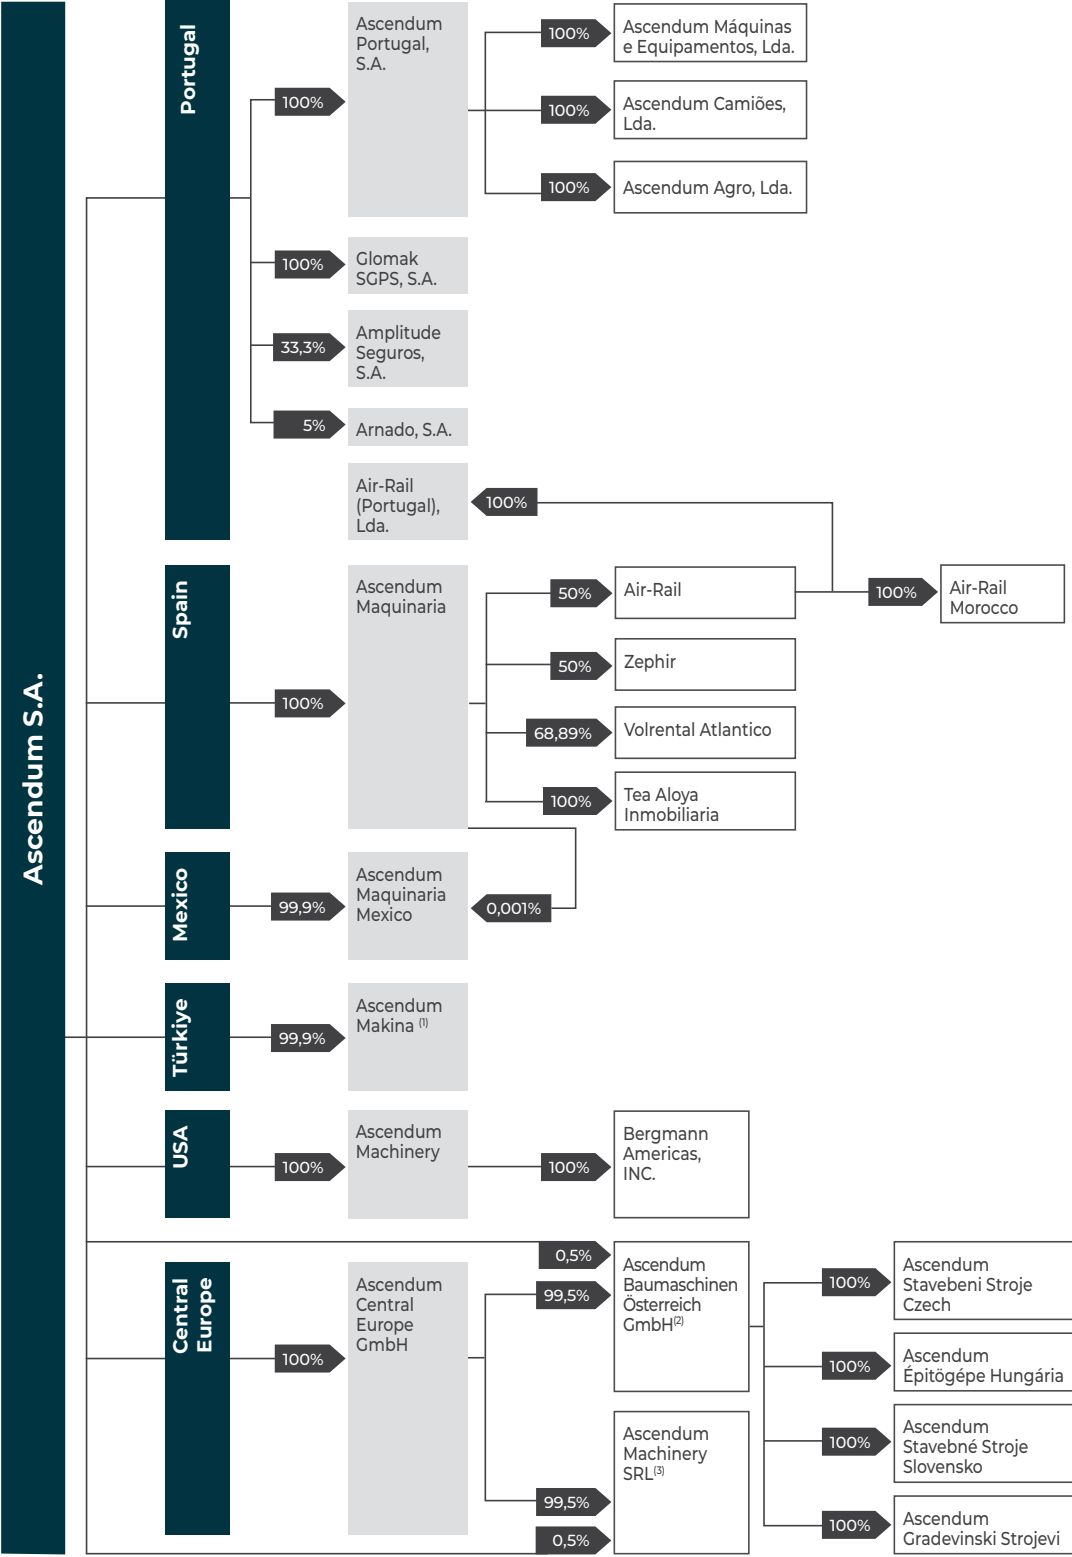 Ascendum S.A.
Portugal
100%
Ascendum
Portugal,
S.A.
100%
Ascendum Máquinas
e Equipamentos, Lda.
100%
Ascendum Camiões,
Lda.
100%
Ascendum Agro, Lda.
100%
Glomak
SGPS, S.A.
33,3%
Amplitude
Seguros,
S.A.
5%
Arnado, S.A.
Air-Rail
(Portugal),
Lda.
100%
Spain
100%
Ascendum
Maquinaria
50%
Air-Rail
100%
Air-Rail
Morocco
50%
Zephir
68,89%
Volrental Atlantico
100%
Tea Aloya
Inmobiliaria
Mexico
99,9%
Ascendum
Maquinaria
Mexico
0,001%
Türkiye
99,9%
Ascendum
Makina (1)
USA
100%
Ascendum
Machinery
100%
Bergmann
Americas,
INC.
Central
Europe
100%
Ascendum
Central
Europe
GmbH
0,5%
99,5%
Ascendum
Baumaschinen
Österreich
GmbH(2)
100%
Ascendum
Stavebeni Stroje
Czech
100%
Ascendum
Épitögépe Hungária
100%
Ascendum
Stavebné Stroje
Slovensko
100%
Ascendum
Gradevinski Strojevi
99,5%
0,5%
Ascendum
Machinery
SRL(3)